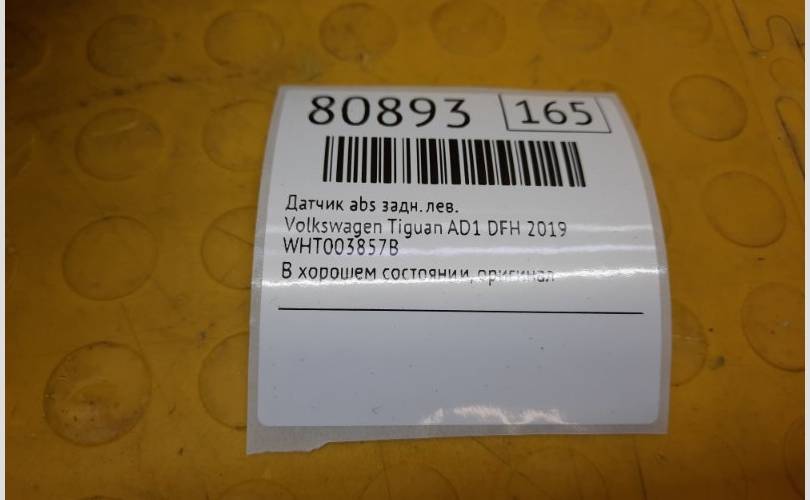 80893 165
Датчик abs задн. лев.
Volkswagen Tiguan AD1 DFH 2019
WHT003857B
В хорошем состоянии, оригинал